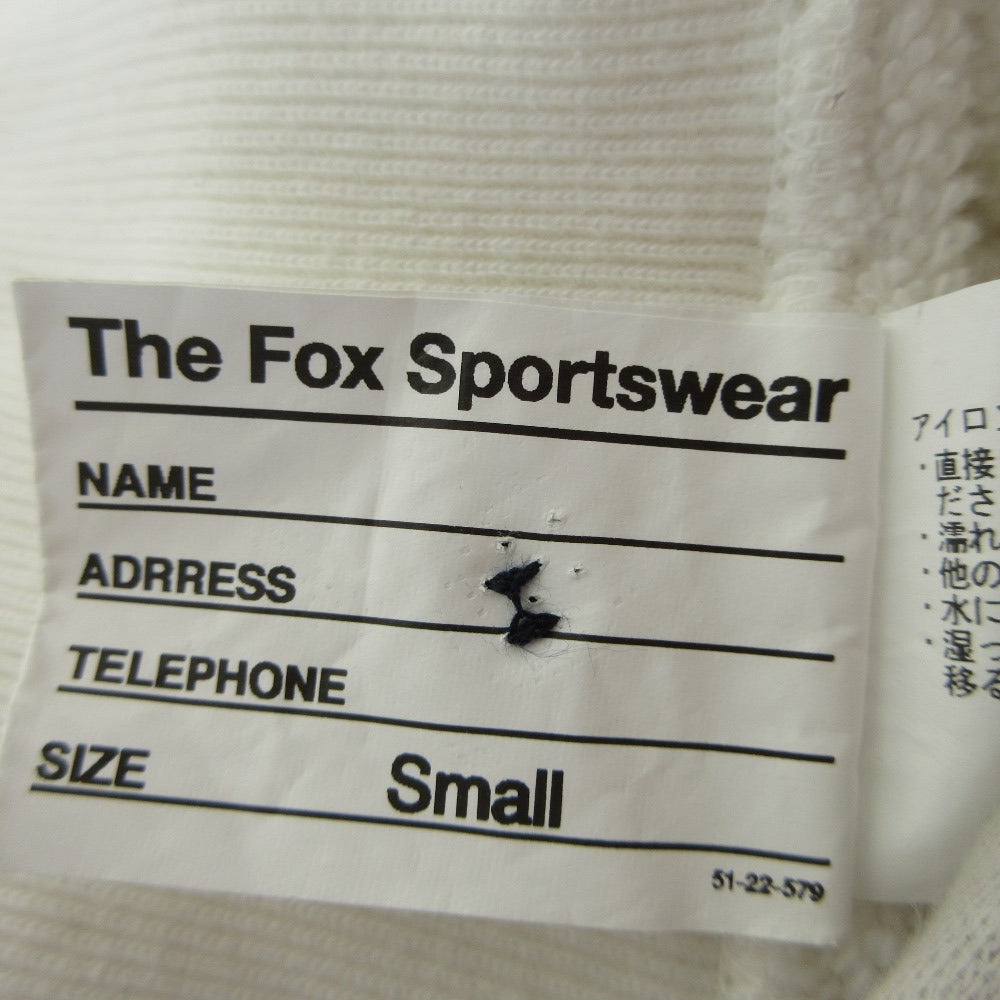 The Fox Sportswear
NAME
ADRRESS
TELEPHONE
SIZE Small
51-22-579
アイロン
・直接
ださ
・濡れ
・他の
・水に
・湿っ
移る